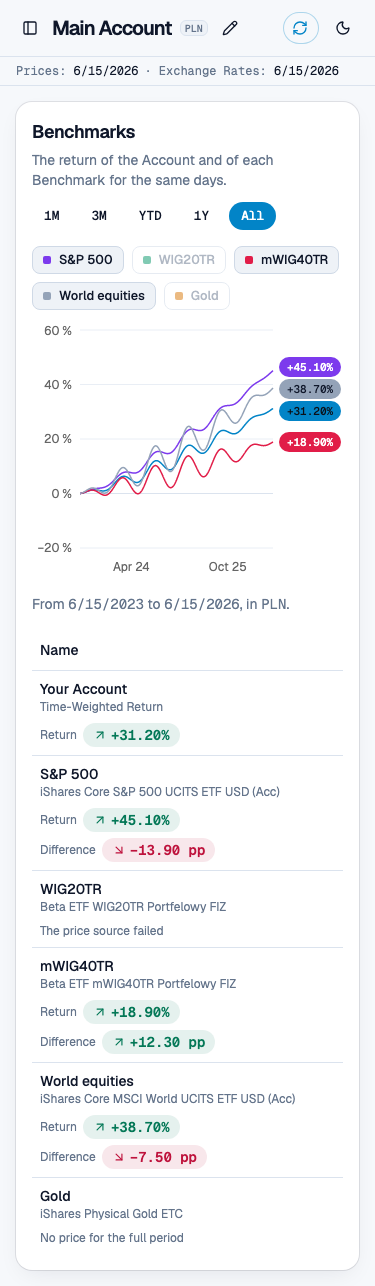 Main Account PLN
Prices: 6/15/2026 · Exchange Rates: 6/15/2026
Benchmarks
The return of the Account and of each
Benchmark for the same days.
1M 3M YTD 1Y All
S&P 500 WIG20TR mWIG40TR
World equities Gold
60 %
40 %
20 %
0 %
−20 %
+45.10%
+38.70%
+31.20%
+18.90%
Apr 24 Oct 25
From 6/15/2023 to 6/15/2026, in PLN.
Name
Your Account
Time-Weighted Return
Return +31.20%
S&P 500
iShares Core S&P 500 UCITS ETF USD (Acc)
Return +45.10%
Difference −13.90 pp
WIG20TR
Beta ETF WIG20TR Portfelowy FIZ
The price source failed
mWIG40TR
Beta ETF mWIG40TR Portfelowy FIZ
Return +18.90%
Difference +12.30 pp
World equities
iShares Core MSCI World UCITS ETF USD (Acc)
Return +38.70%
Difference −7.50 pp
Gold
iShares Physical Gold ETC
No price for the full period